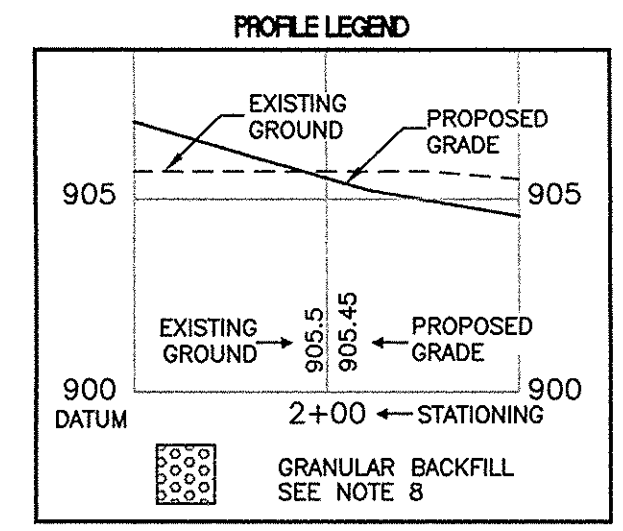 PROFILE LEGEND
EXISTING
GROUND
PROPOSED
GRADE
905
905
EXISTING
GROUND
905.5
905.45
PROPOSED
GRADE
900
900
DATUM
2+00
STATIONING
GRANULAR BACKFILL
SEE NOTE 8